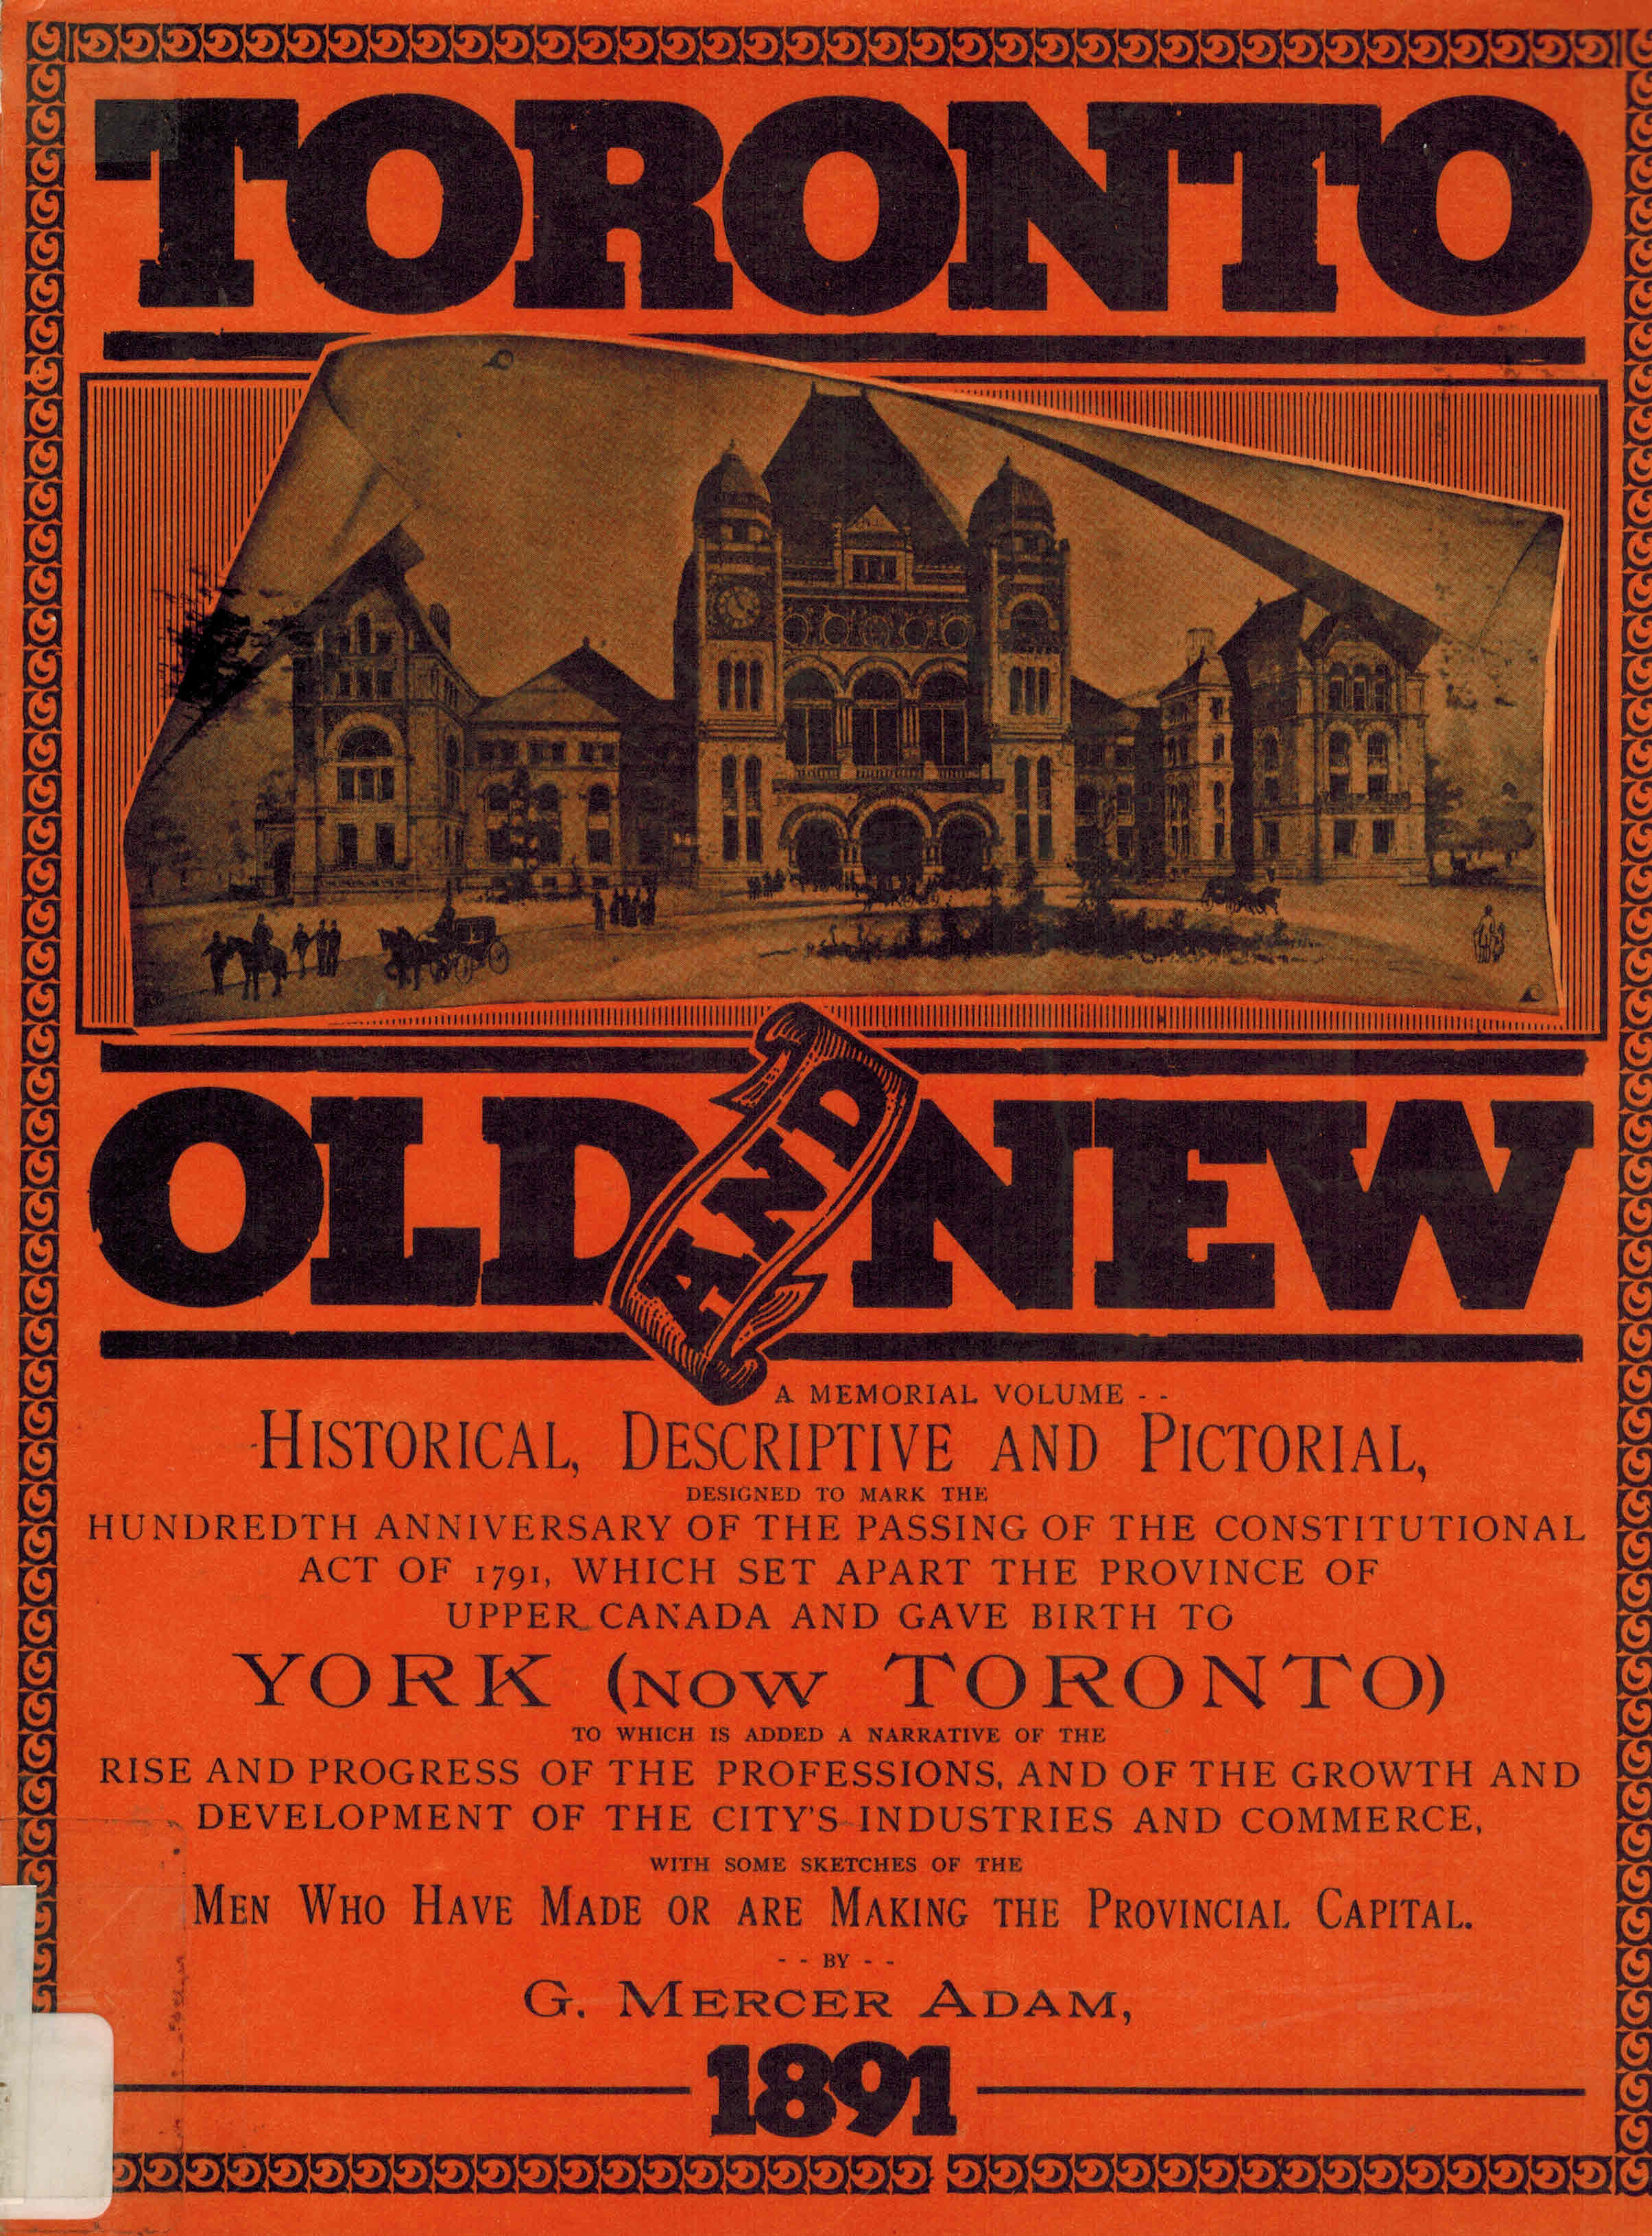 TORONTO
OLD AND NEW
A MEMORIAL VOLUME - -
HISTORICAL, DESCRIPTIVE AND PICTORIAL,
DESIGNED TO MARK THE
HUNDREDTH ANNIVERSARY OF THE PASSING OF THE CONSTITUTIONAL
ACT OF 1791, WHICH SET APART THE PROVINCE OF
UPPER CANADA AND GAVE BIRTH TO
YORK (NOW TORONTO)
TO WHICH IS ADDED A NARRATIVE OF THE
RISE AND PROGRESS OF THE PROFESSIONS, AND OF THE GROWTH AND
DEVELOPMENT OF THE CITY'S INDUSTRIES AND COMMERCE,
WITH SOME SKETCHES OF THE
MEN WHO HAVE MADE OR ARE MAKING THE PROVINCIAL CAPITAL.
- - BY - -
G. MERCER ADAM,
1891